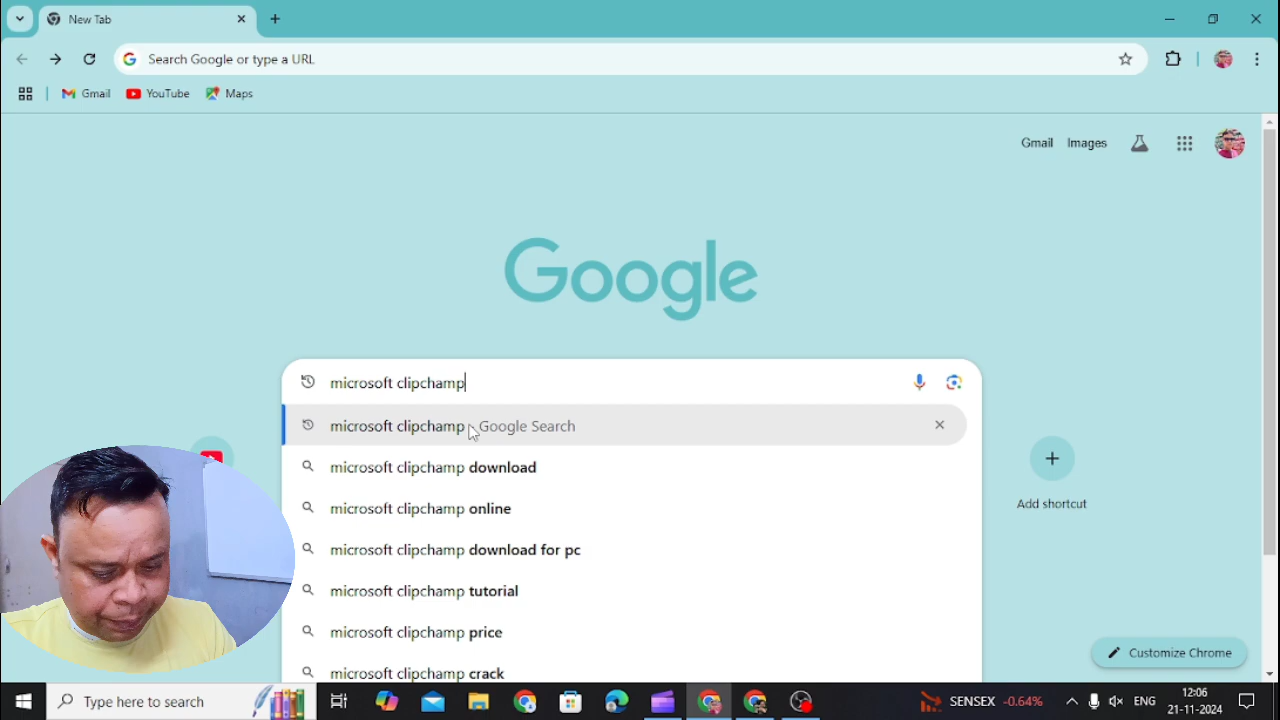 New Tab
Search Google or type a URL
Gmail
YouTube
Maps
Gmail
Images
Google
microsoft clipchamp
microsoft clipchamp - Google Search
microsoft clipchamp download
microsoft clipchamp online
microsoft clipchamp download for pc
microsoft clipchamp tutorial
microsoft clipchamp price
microsoft clipchamp crack
Add shortcut
Customize Chrome
Type here to search
SENSEX -0.64%
ENG
12:06
21-11-2024